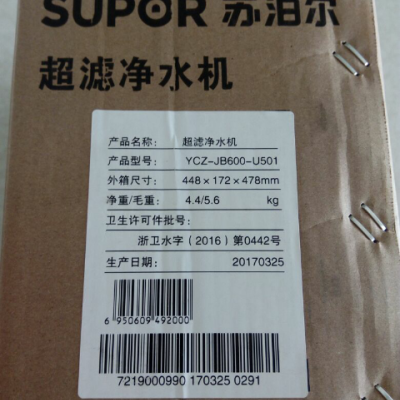 SUPOR 苏泊尔
超滤净水机
产品名称: 超滤净水机
产品型号: YCZ-JB600-U501
外箱尺寸: 448×172×478mm
净重/毛重: 4.4/5.6 kg
卫生许可件批号:
浙卫水字（2016）第0442号
生产日期: 20170325
6 950609 492000
7219000990 170325 0291